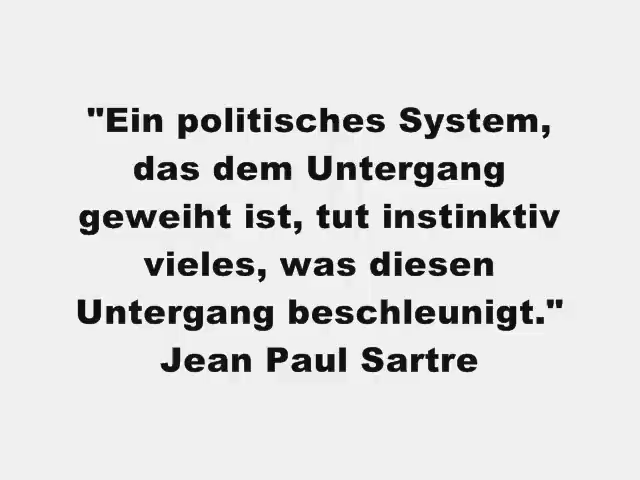 "Ein politisches System,
das dem Untergang
geweiht ist, tut instinktiv
vieles, was diesen
Untergang beschleunigt."
Jean Paul Sartre